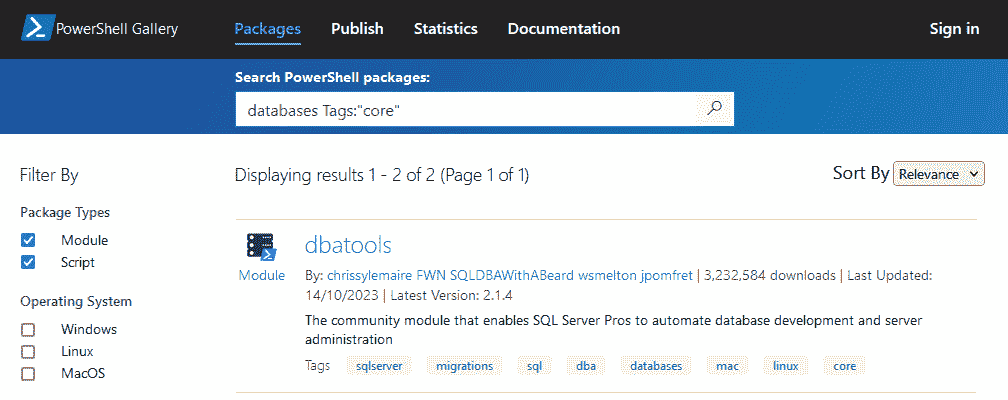 PowerShell Gallery Packages Publish Statistics Documentation Sign in
Search PowerShell packages:
databases Tags:"core"
Filter By
Displaying results 1 - 2 of 2 (Page 1 of 1)
Sort By Relevance
Package Types
Module
Script
Operating System
Windows
Linux
MacOS
dbatools
Module
By: chrissylemaire FWN SQLDBAWithABeard wsmelton jpomfret | 3,232,584 downloads | Last Updated:
14/10/2023 | Latest Version: 2.1.4
The community module that enables SQL Server Pros to automate database development and server
administration
Tags sqlserver migrations sql dba databases mac linux core